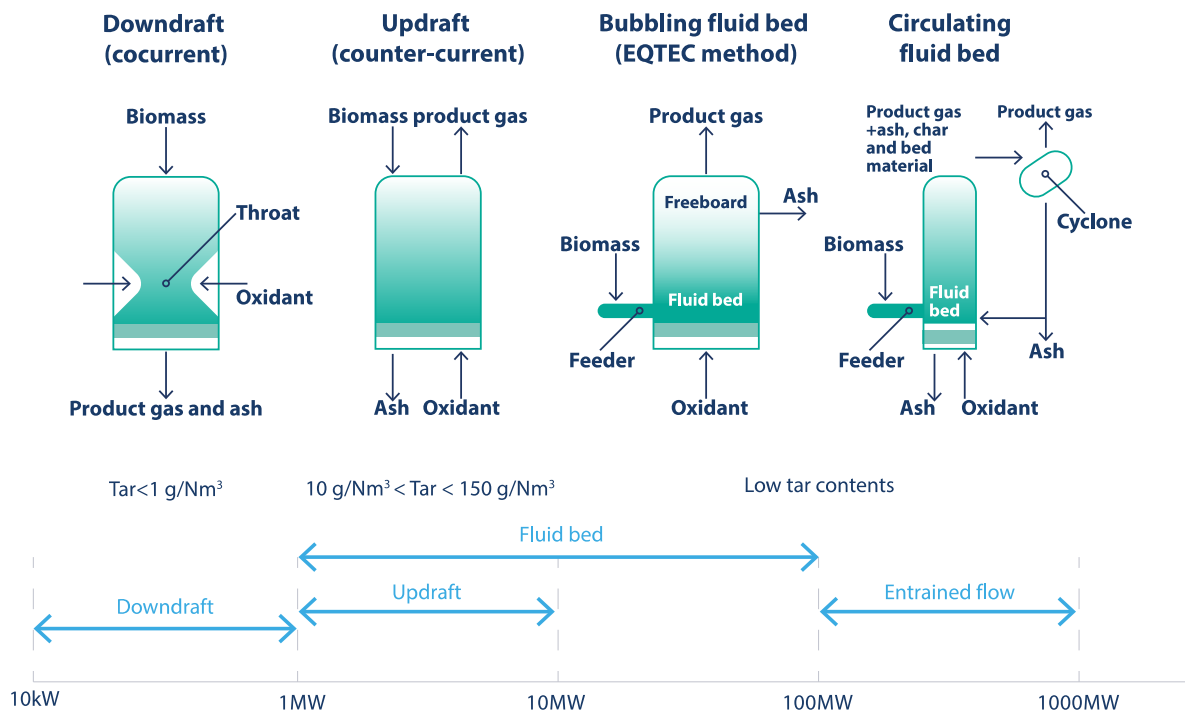 Downdraft
(cocurrent)
Updraft
(counter-current)
Bubbling fluid bed
(EQTEC method)
Circulating
fluid bed
Biomass
Throat
Oxidant
Product gas and ash
Biomass product gas
Ash
Oxidant
Product gas
Freeboard
Ash
Biomass
Fluid bed
Feeder
Oxidant
Product gas
+ash, char
and bed
material
Product gas
Cyclone
Biomass
Fluid
bed
Feeder
Ash
Ash
Oxidant
Tar<1 g/Nm³
10 g/Nm³ < Tar < 150 g/Nm³
Low tar contents
Fluid bed
Downdraft
Updraft
Entrained flow
10kW
1MW
10MW
100MW
1000MW